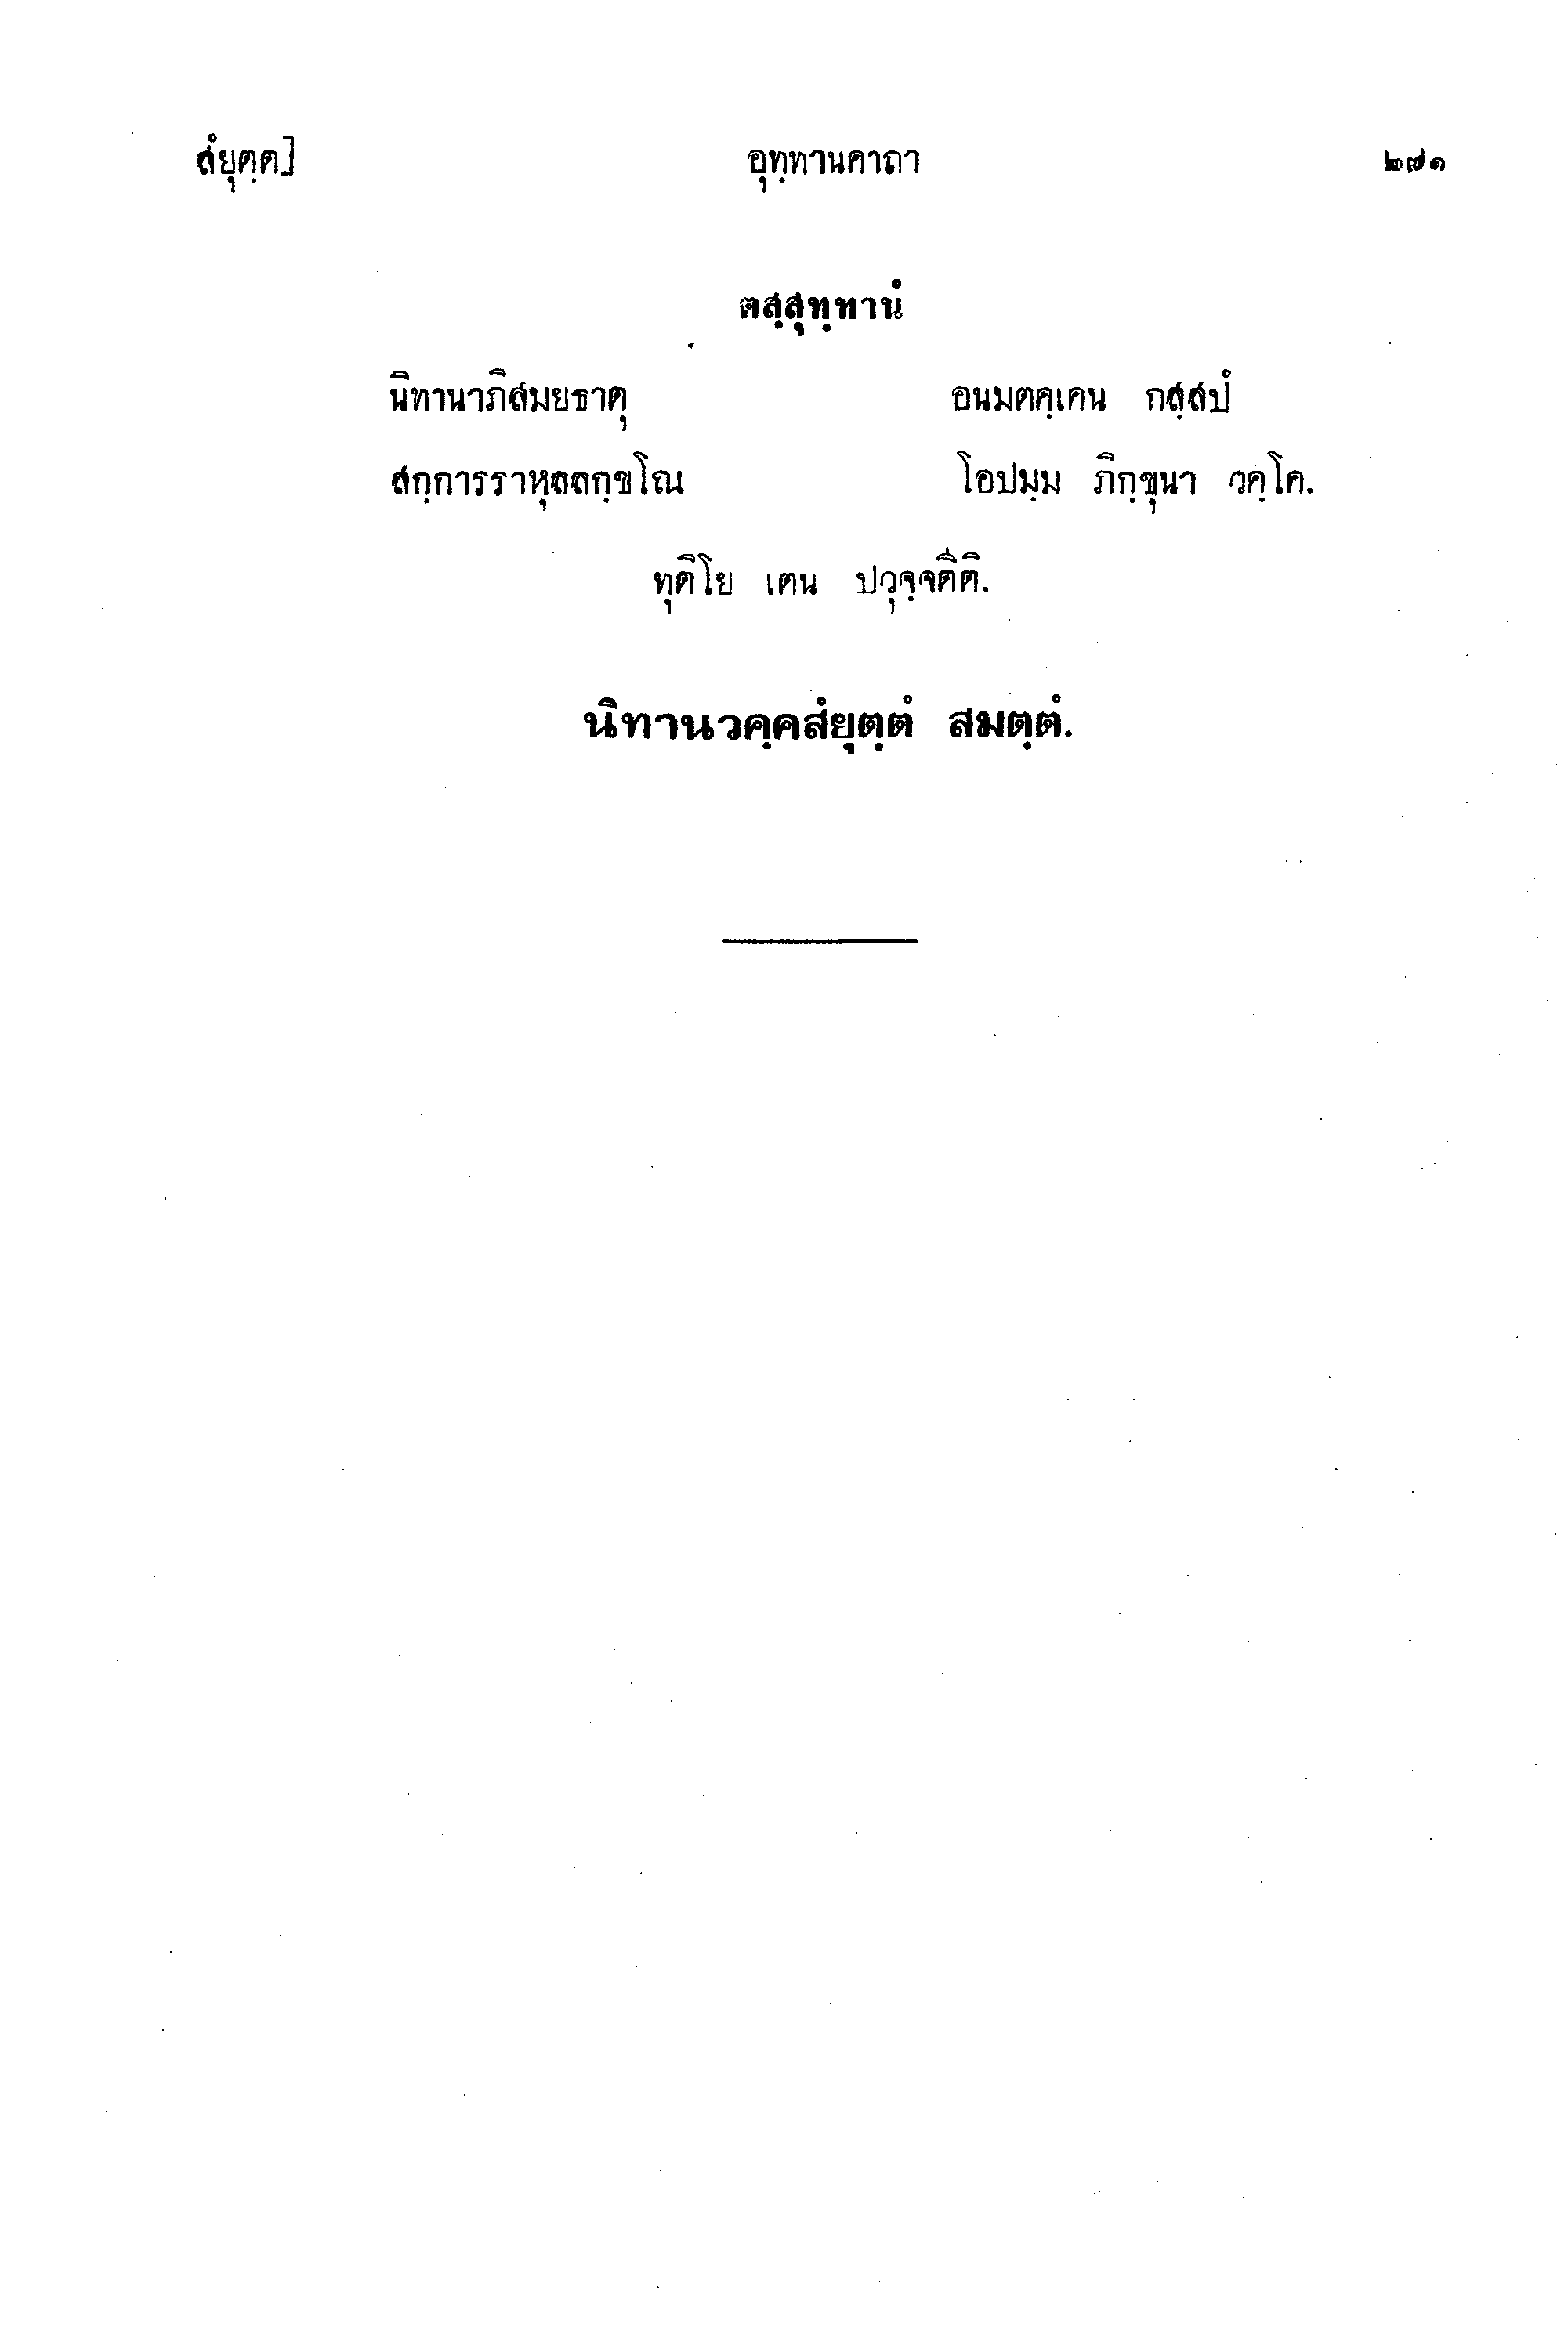 สํยุตฺต] อุทฺทานคาถา ๒๗๑
ตสฺสุทฺทานํ
นิทานาภิสมยธาตุ อนมตคฺเคน กสฺสปํ
สกฺการราหุลลกฺขโณ โอปมฺม ภิกฺขุนา วคฺโค.
ทุติโย เตน ปวุจฺจตีติ.
นิทานวคฺคสํยุตฺตํ สมตฺตํ.